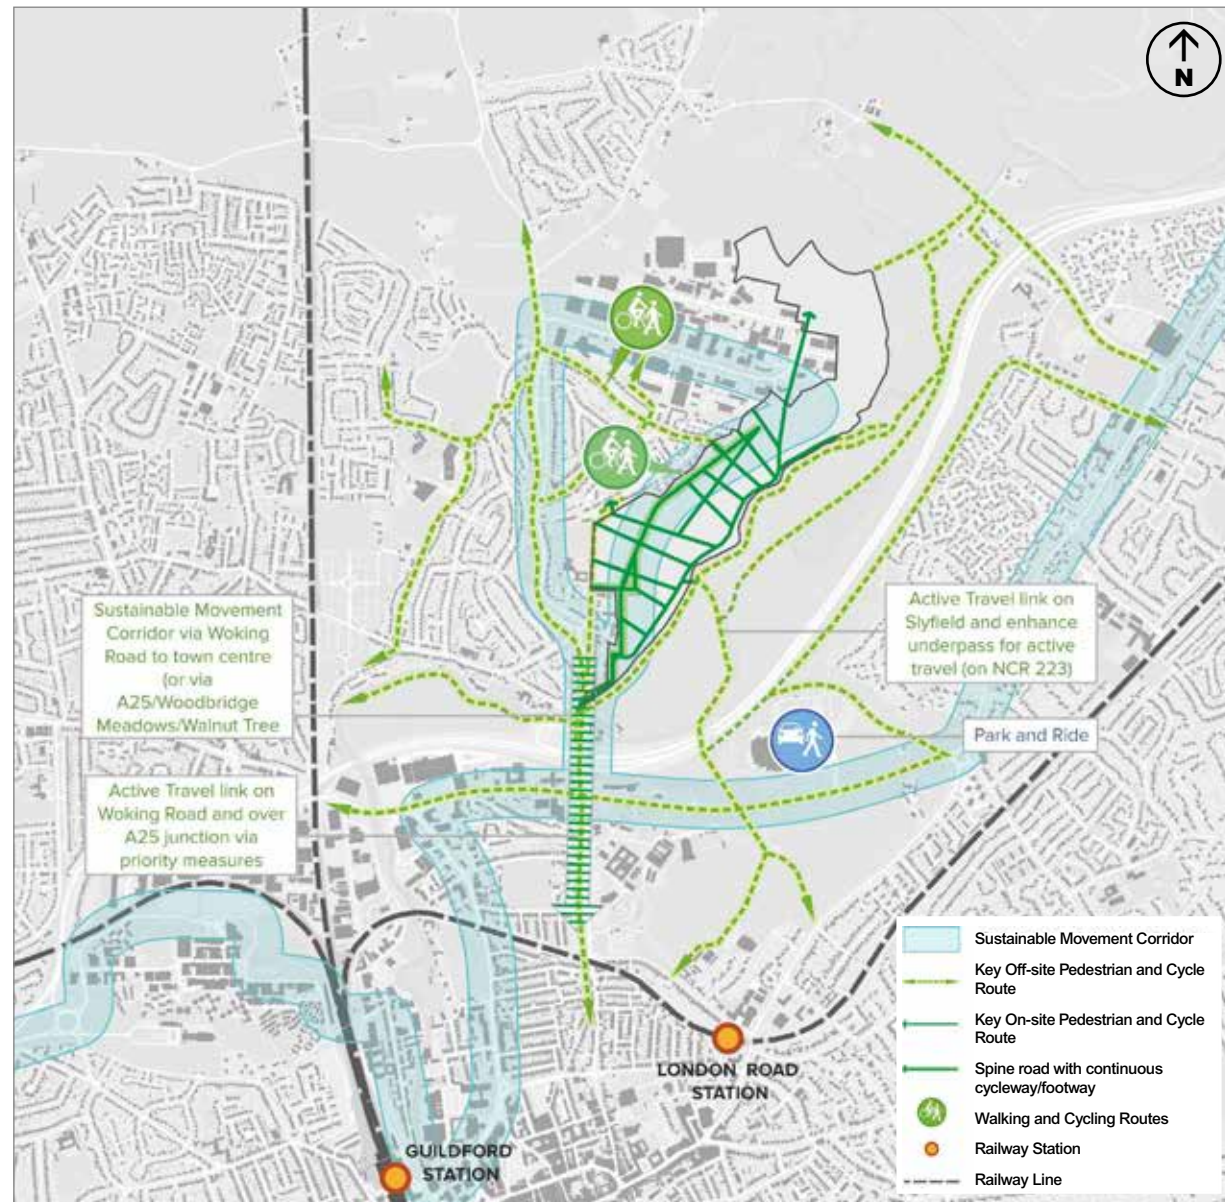 N
Sustainable Movement
Corridor via Woking
Road to town centre
(or via
A25/Woodbridge
Meadows/Walnut Tree
Active Travel link on
Woking Road and over
A25 junction via
priority measures
Active Travel link on
Slyfield and enhance
underpass for active
travel (on NCR 223)
Park and Ride
LONDON ROAD
STATION
GUILDFORD
STATION
Sustainable Movement Corridor
Key Off-site Pedestrian and Cycle
Route
Key On-site Pedestrian and Cycle
Route
Spine road with continuous
cycleway/footway
Walking and Cycling Routes
Railway Station
Railway Line